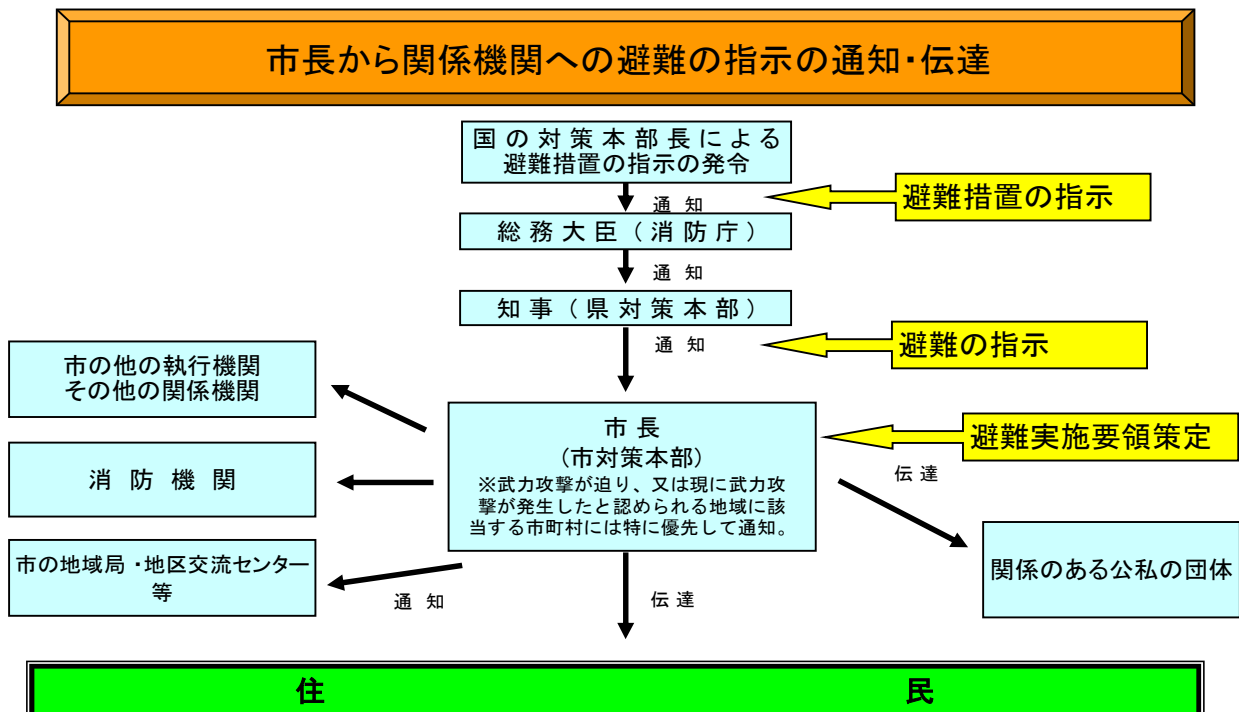 市長から関係機関への避難の指示の通知・伝達
国の対策本部長による
避難措置の指示の発令
避難措置の指示
通知
総務大臣(消防庁)
通知
知事(県対策本部)
通知
避難の指示
市の他の執行機関
その他の関係機関
市長
(市対策本部)
※武力攻撃が迫り、又は現に武力攻
撃が発生したと認められる地域に該
当する市町村には特に優先して通知。
避難実施要領策定
消防機関
伝達
市の地域局・地区交流センター
等
関係のある公私の団体
通知
伝達
住民